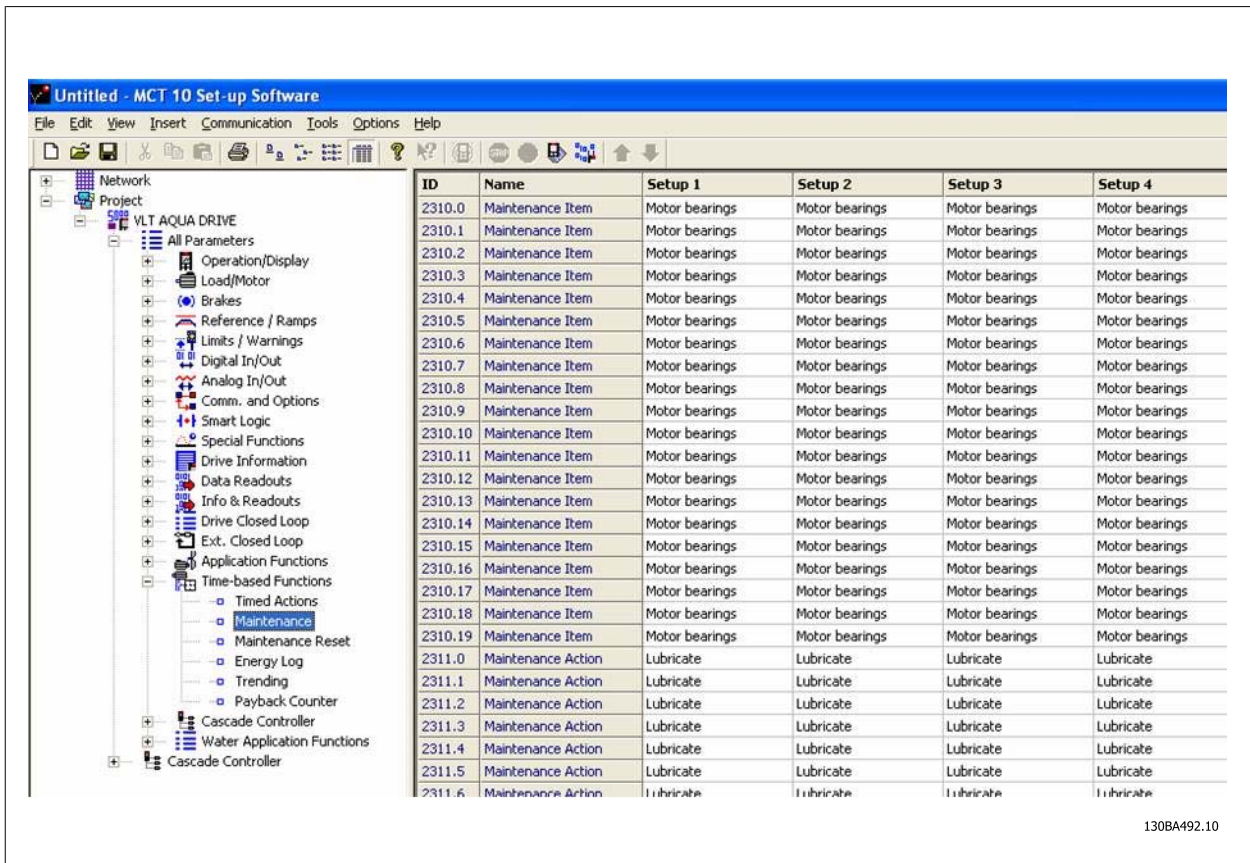 Untitled - MCT 10 Set-up Software
File Edit View Insert Communication Tools Options Help
Network
Project
VLT AQUA DRIVE
All Parameters
Operation/Display
Load/Motor
Brakes
Reference / Ramps
Limits / Warnings
Digital In/Out
Analog In/Out
Comm. and Options
Smart Logic
Special Functions
Drive Information
Data Readouts
Info & Readouts
Drive Closed Loop
Ext. Closed Loop
Application Functions
Time-based Functions
Timed Actions
Maintenance
Maintenance Reset
Energy Log
Trending
Payback Counter
Cascade Controller
Water Application Functions
Cascade Controller
ID Name Setup 1 Setup 2 Setup 3 Setup 4
2310.0 Maintenance Item Motor bearings Motor bearings Motor bearings Motor bearings
2310.1 Maintenance Item Motor bearings Motor bearings Motor bearings Motor bearings
2310.2 Maintenance Item Motor bearings Motor bearings Motor bearings Motor bearings
2310.3 Maintenance Item Motor bearings Motor bearings Motor bearings Motor bearings
2310.4 Maintenance Item Motor bearings Motor bearings Motor bearings Motor bearings
2310.5 Maintenance Item Motor bearings Motor bearings Motor bearings Motor bearings
2310.6 Maintenance Item Motor bearings Motor bearings Motor bearings Motor bearings
2310.7 Maintenance Item Motor bearings Motor bearings Motor bearings Motor bearings
2310.8 Maintenance Item Motor bearings Motor bearings Motor bearings Motor bearings
2310.9 Maintenance Item Motor bearings Motor bearings Motor bearings Motor bearings
2310.10 Maintenance Item Motor bearings Motor bearings Motor bearings Motor bearings
2310.11 Maintenance Item Motor bearings Motor bearings Motor bearings Motor bearings
2310.12 Maintenance Item Motor bearings Motor bearings Motor bearings Motor bearings
2310.13 Maintenance Item Motor bearings Motor bearings Motor bearings Motor bearings
2310.14 Maintenance Item Motor bearings Motor bearings Motor bearings Motor bearings
2310.15 Maintenance Item Motor bearings Motor bearings Motor bearings Motor bearings
2310.16 Maintenance Item Motor bearings Motor bearings Motor bearings Motor bearings
2310.17 Maintenance Item Motor bearings Motor bearings Motor bearings Motor bearings
2310.18 Maintenance Item Motor bearings Motor bearings Motor bearings Motor bearings
2310.19 Maintenance Item Motor bearings Motor bearings Motor bearings Motor bearings
2311.0 Maintenance Action Lubricate Lubricate Lubricate Lubricate
2311.1 Maintenance Action Lubricate Lubricate Lubricate Lubricate
2311.2 Maintenance Action Lubricate Lubricate Lubricate Lubricate
2311.3 Maintenance Action Lubricate Lubricate Lubricate Lubricate
2311.4 Maintenance Action Lubricate Lubricate Lubricate Lubricate
2311.5 Maintenance Action Lubricate Lubricate Lubricate Lubricate
2311.6 Maintenance Action Lubricate Lubricate Lubricate Lubricate
130BA492.10